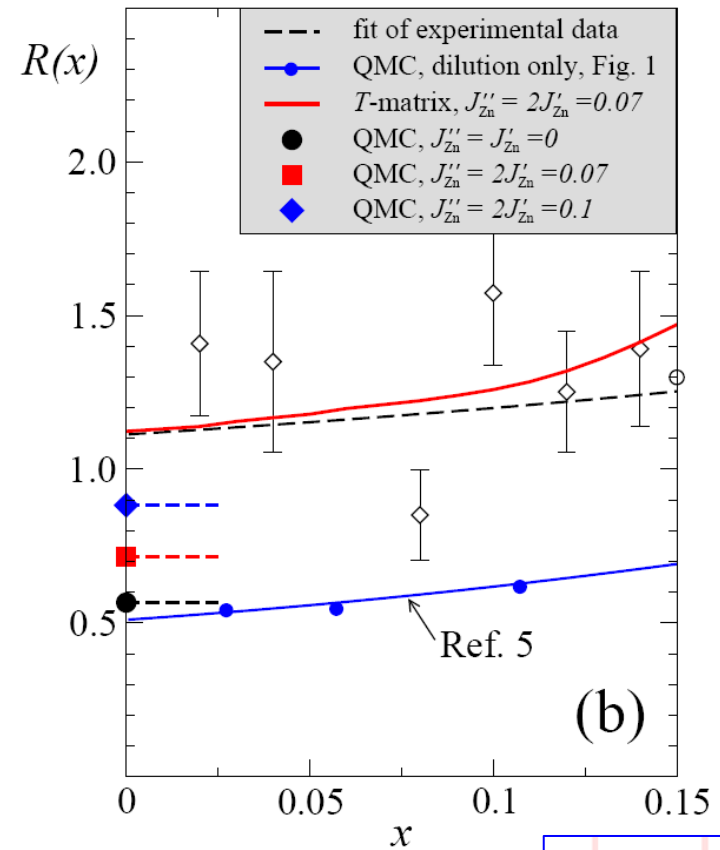 R(x)
fit of experimental data
QMC, dilution only, Fig. 1
T-matrix, J''Zn = 2J'Zn =0.07
QMC, J''Zn = J'Zn =0
QMC, J''Zn = 2J'Zn =0.07
QMC, J''Zn = 2J'Zn =0.1
2.0
1.5
1.0
0.5
Ref. 5
(b)
0 0.05 0.1 0.15
x